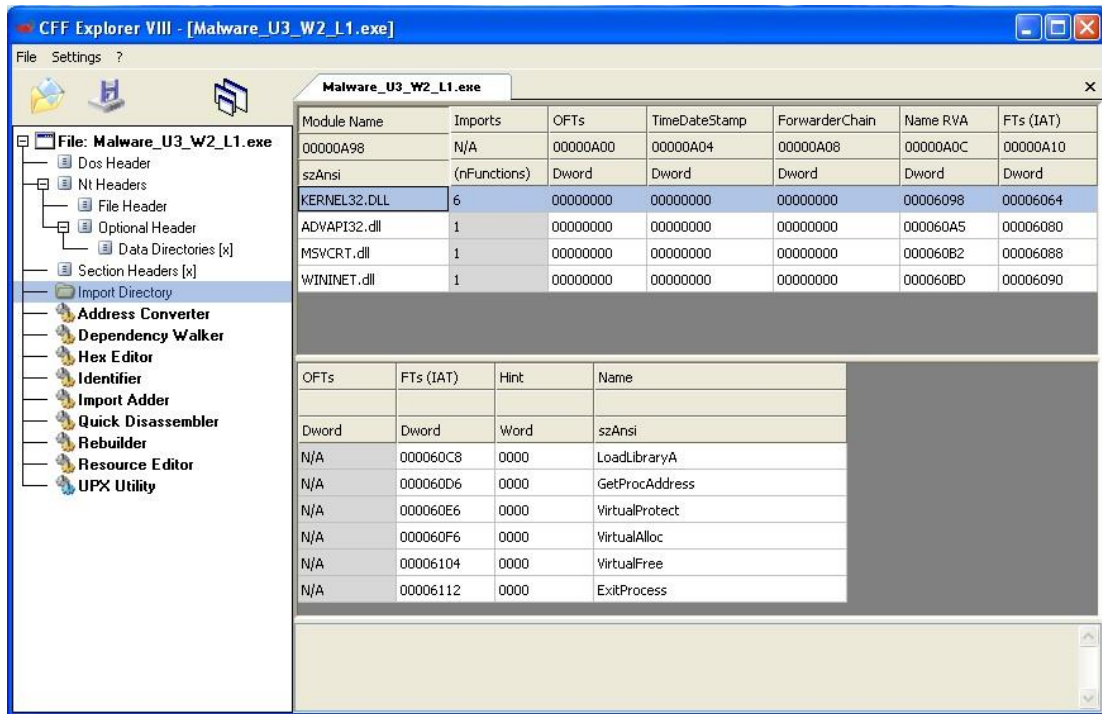 CFF Explorer VIII - [Malware_U3_W2_L1.exe]
File Settings ?
Malware_U3_W2_L1.exe
File: Malware_U3_W2_L1.exe
Dos Header
Nt Headers
File Header
Optional Header
Data Directories [x]
Section Headers [x]
Import Directory
Address Converter
Dependency Walker
Hex Editor
Identifier
Import Adder
Quick Disassembler
Rebuilder
Resource Editor
UPX Utility
Module Name Imports OFTs TimeDateStamp ForwarderChain Name RVA FTs (IAT)
00000A98 N/A 00000A00 00000A04 00000A08 00000A0C 00000A10
szAnsi (nFunctions) Dword Dword Dword Dword Dword
KERNEL32.DLL 6 00000000 00000000 00000000 00006098 00006064
ADVAPI32.dll 1 00000000 00000000 00000000 000060A5 00006080
MSVCRT.dll 1 00000000 00000000 00000000 000060B2 00006088
WININET.dll 1 00000000 00000000 00000000 000060BD 00006090
OFTs FTs (IAT) Hint Name
Dword Dword Word szAnsi
N/A 000060C8 0000 LoadLibraryA
N/A 000060D6 0000 GetProcAddress
N/A 000060E6 0000 VirtualProtect
N/A 000060F6 0000 VirtualAlloc
N/A 00006104 0000 VirtualFree
N/A 00006112 0000 ExitProcess